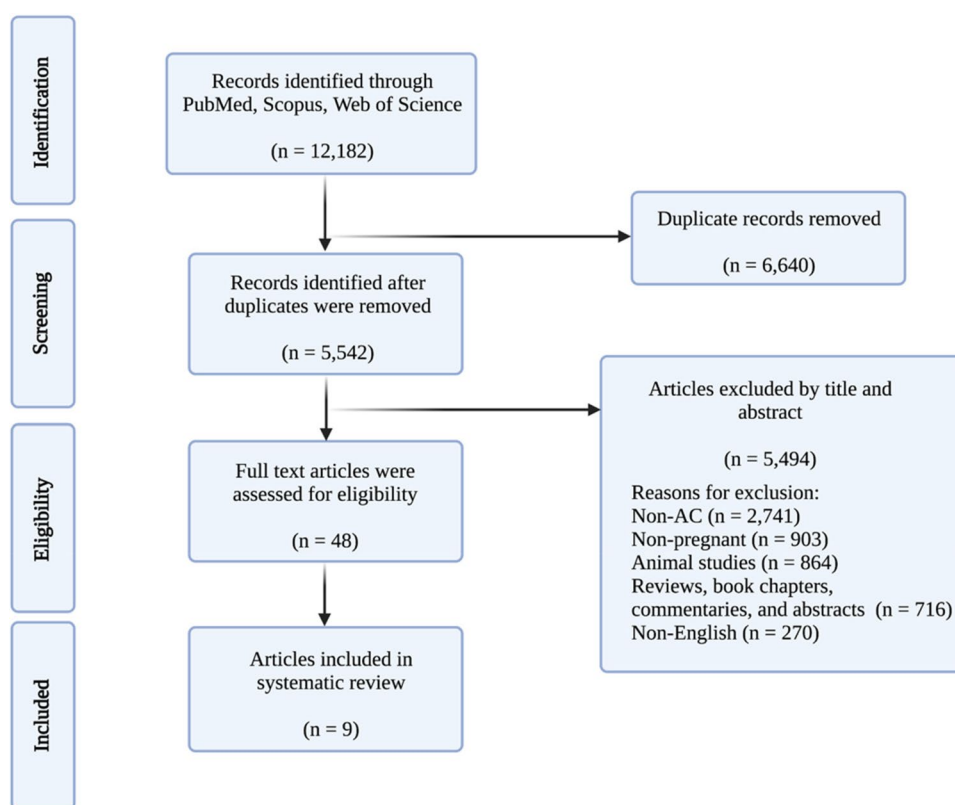 Identification
Records identified through
PubMed, Scopus, Web of Science
(n = 12,182)
Duplicate records removed
(n = 6,640)
Screening
Records identified after
duplicates were removed
(n = 5,542)
Articles excluded by title and
abstract
(n = 5,494)
Reasons for exclusion:
Non-AC (n = 2,741)
Non-pregnant (n = 903)
Animal studies (n = 864)
Reviews, book chapters,
commentaries, and abstracts (n = 716)
Non-English (n = 270)
Eligibility
Full text articles were
assessed for eligibility
(n = 48)
Included
Articles included in
systematic review
(n = 9)